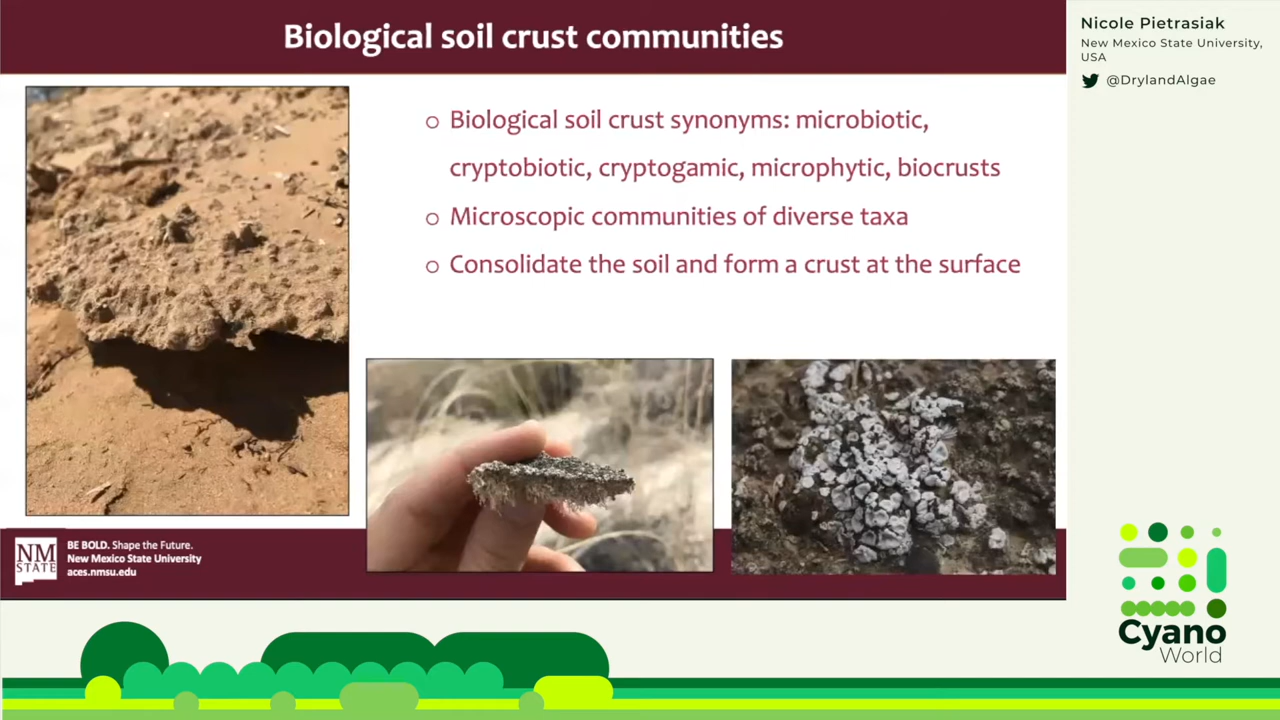 Biological soil crust communities
Nicole Pietrasiak
New Mexico State University,
USA
@DrylandAlgae
Biological soil crust synonyms: microbiotic,
cryptobiotic, cryptogamic, microphytic, biocrusts
Microscopic communities of diverse taxa
Consolidate the soil and form a crust at the surface
NM
STATE
BE BOLD. Shape the Future.
New Mexico State University
aces.nmsu.edu
Cyano
World